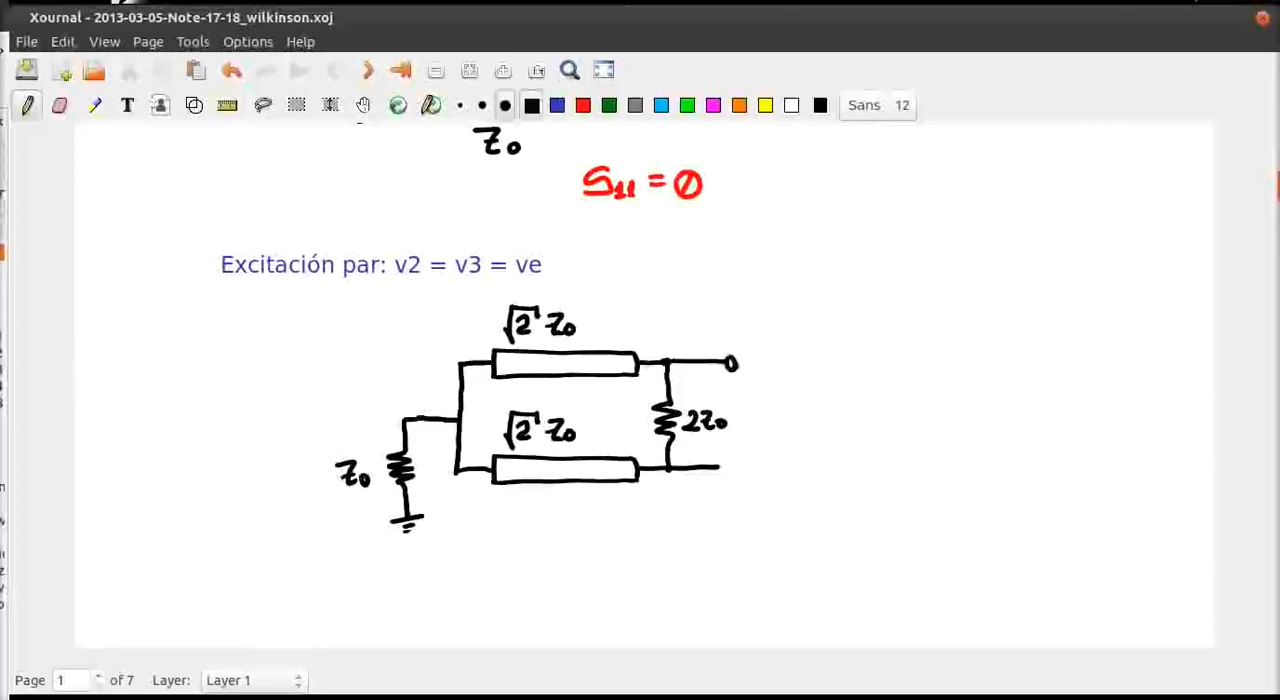 Xournal - 2013-03-05-Note-17-18_wilkinson.xoj
File Edit View Page Tools Options Help
T Sans 12
Z0
S11 = 0
Excitación par: v2 = v3 = ve
√2 Z0
√2 Z0
2Z0
Z0
Page 1 of 7 Layer: Layer 1